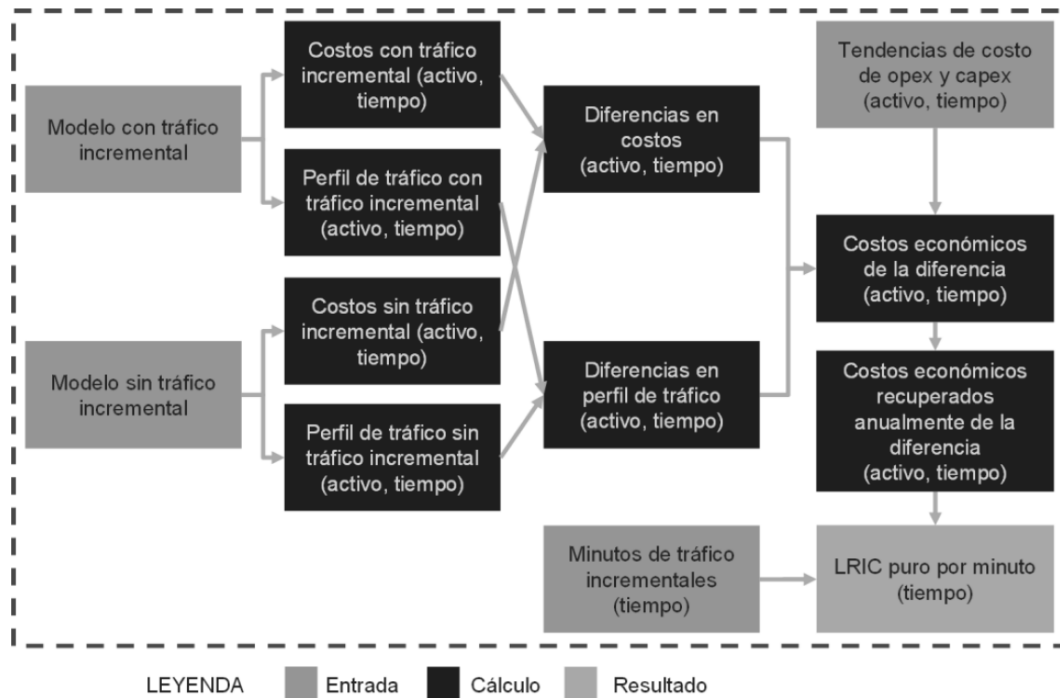 Modelo con tráfico
incremental
Modelo sin tráfico
incremental
Costos con tráfico
incremental (activo,
tiempo)
Perfil de tráfico con
tráfico incremental
(activo, tiempo)
Costos sin tráfico
incremental (activo,
tiempo)
Perfil de tráfico sin
tráfico incremental
(activo, tiempo)
Diferencias en
costos
(activo, tiempo)
Diferencias en
perfil de tráfico
(activo, tiempo)
Minutos de tráfico
incrementales
(tiempo)
Tendencias de costo
de opex y capex
(activo, tiempo)
Costos económicos
de la diferencia
(activo, tiempo)
Costos económicos
recuperados
anualmente de la
diferencia
(activo, tiempo)
LRIC puro por minuto
(tiempo)
LEYENDA
Entrada
Cálculo
Resultado